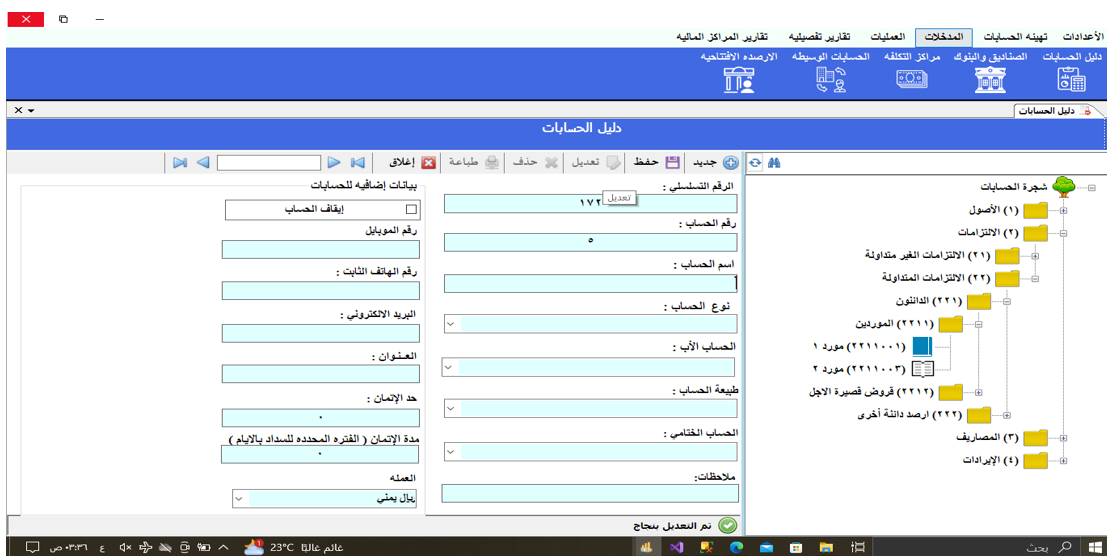 الأعدادات تهيئه الحسابات المدخلات العمليات تقارير تفصيليه تقارير المراكز الماليه
دليل الحسابات الصناديق والبنوك مراكز التكلفه الحسابات الوسيطه الارصده الافتتاحيه
دليل الحسابات
دليل الحسابات
جديد حفظ تعديل حذف طباعة إغلاق
تعديل
شجرة الحسابات
(١) الأصول
(٢) الالتزامات
(٢١) الالتزامات الغير متداولة
(٢٢) الالتزامات المتداولة
(٢٢١) الدائنون
(٢٢١١) الموردين
(٢٢١١٠٠١) مورد ١
(٢٢١١٠٠٣) مورد ٢
(٢٢١٢) قروض قصيرة الاجل
(٢٢٢) ارصد دائنة أخرى
(٣) المصاريف
(٤) الإيرادات
الرقم التسلسلي :
١٧٢
رقم الحساب :
٥
اسم الحساب :
نوع الحساب :
الحساب الأب :
طبيعة الحساب :
الحساب الختامي :
ملاحظات:
بيانات إضافيه للحسابات
إيقاف الحساب
رقم الموبايل
رقم الهاتف الثابت :
البريد الالكتروني :
العنوان :
حد الإتمان :
٠
مدة الإتمان ( الفتره المحدده للسداد بالايام )
٠
العمله
ريال يمني
تم التعديل بنجاح
بحث
23°C غائم غالبًا
ع
٠٣:٣٦ ص